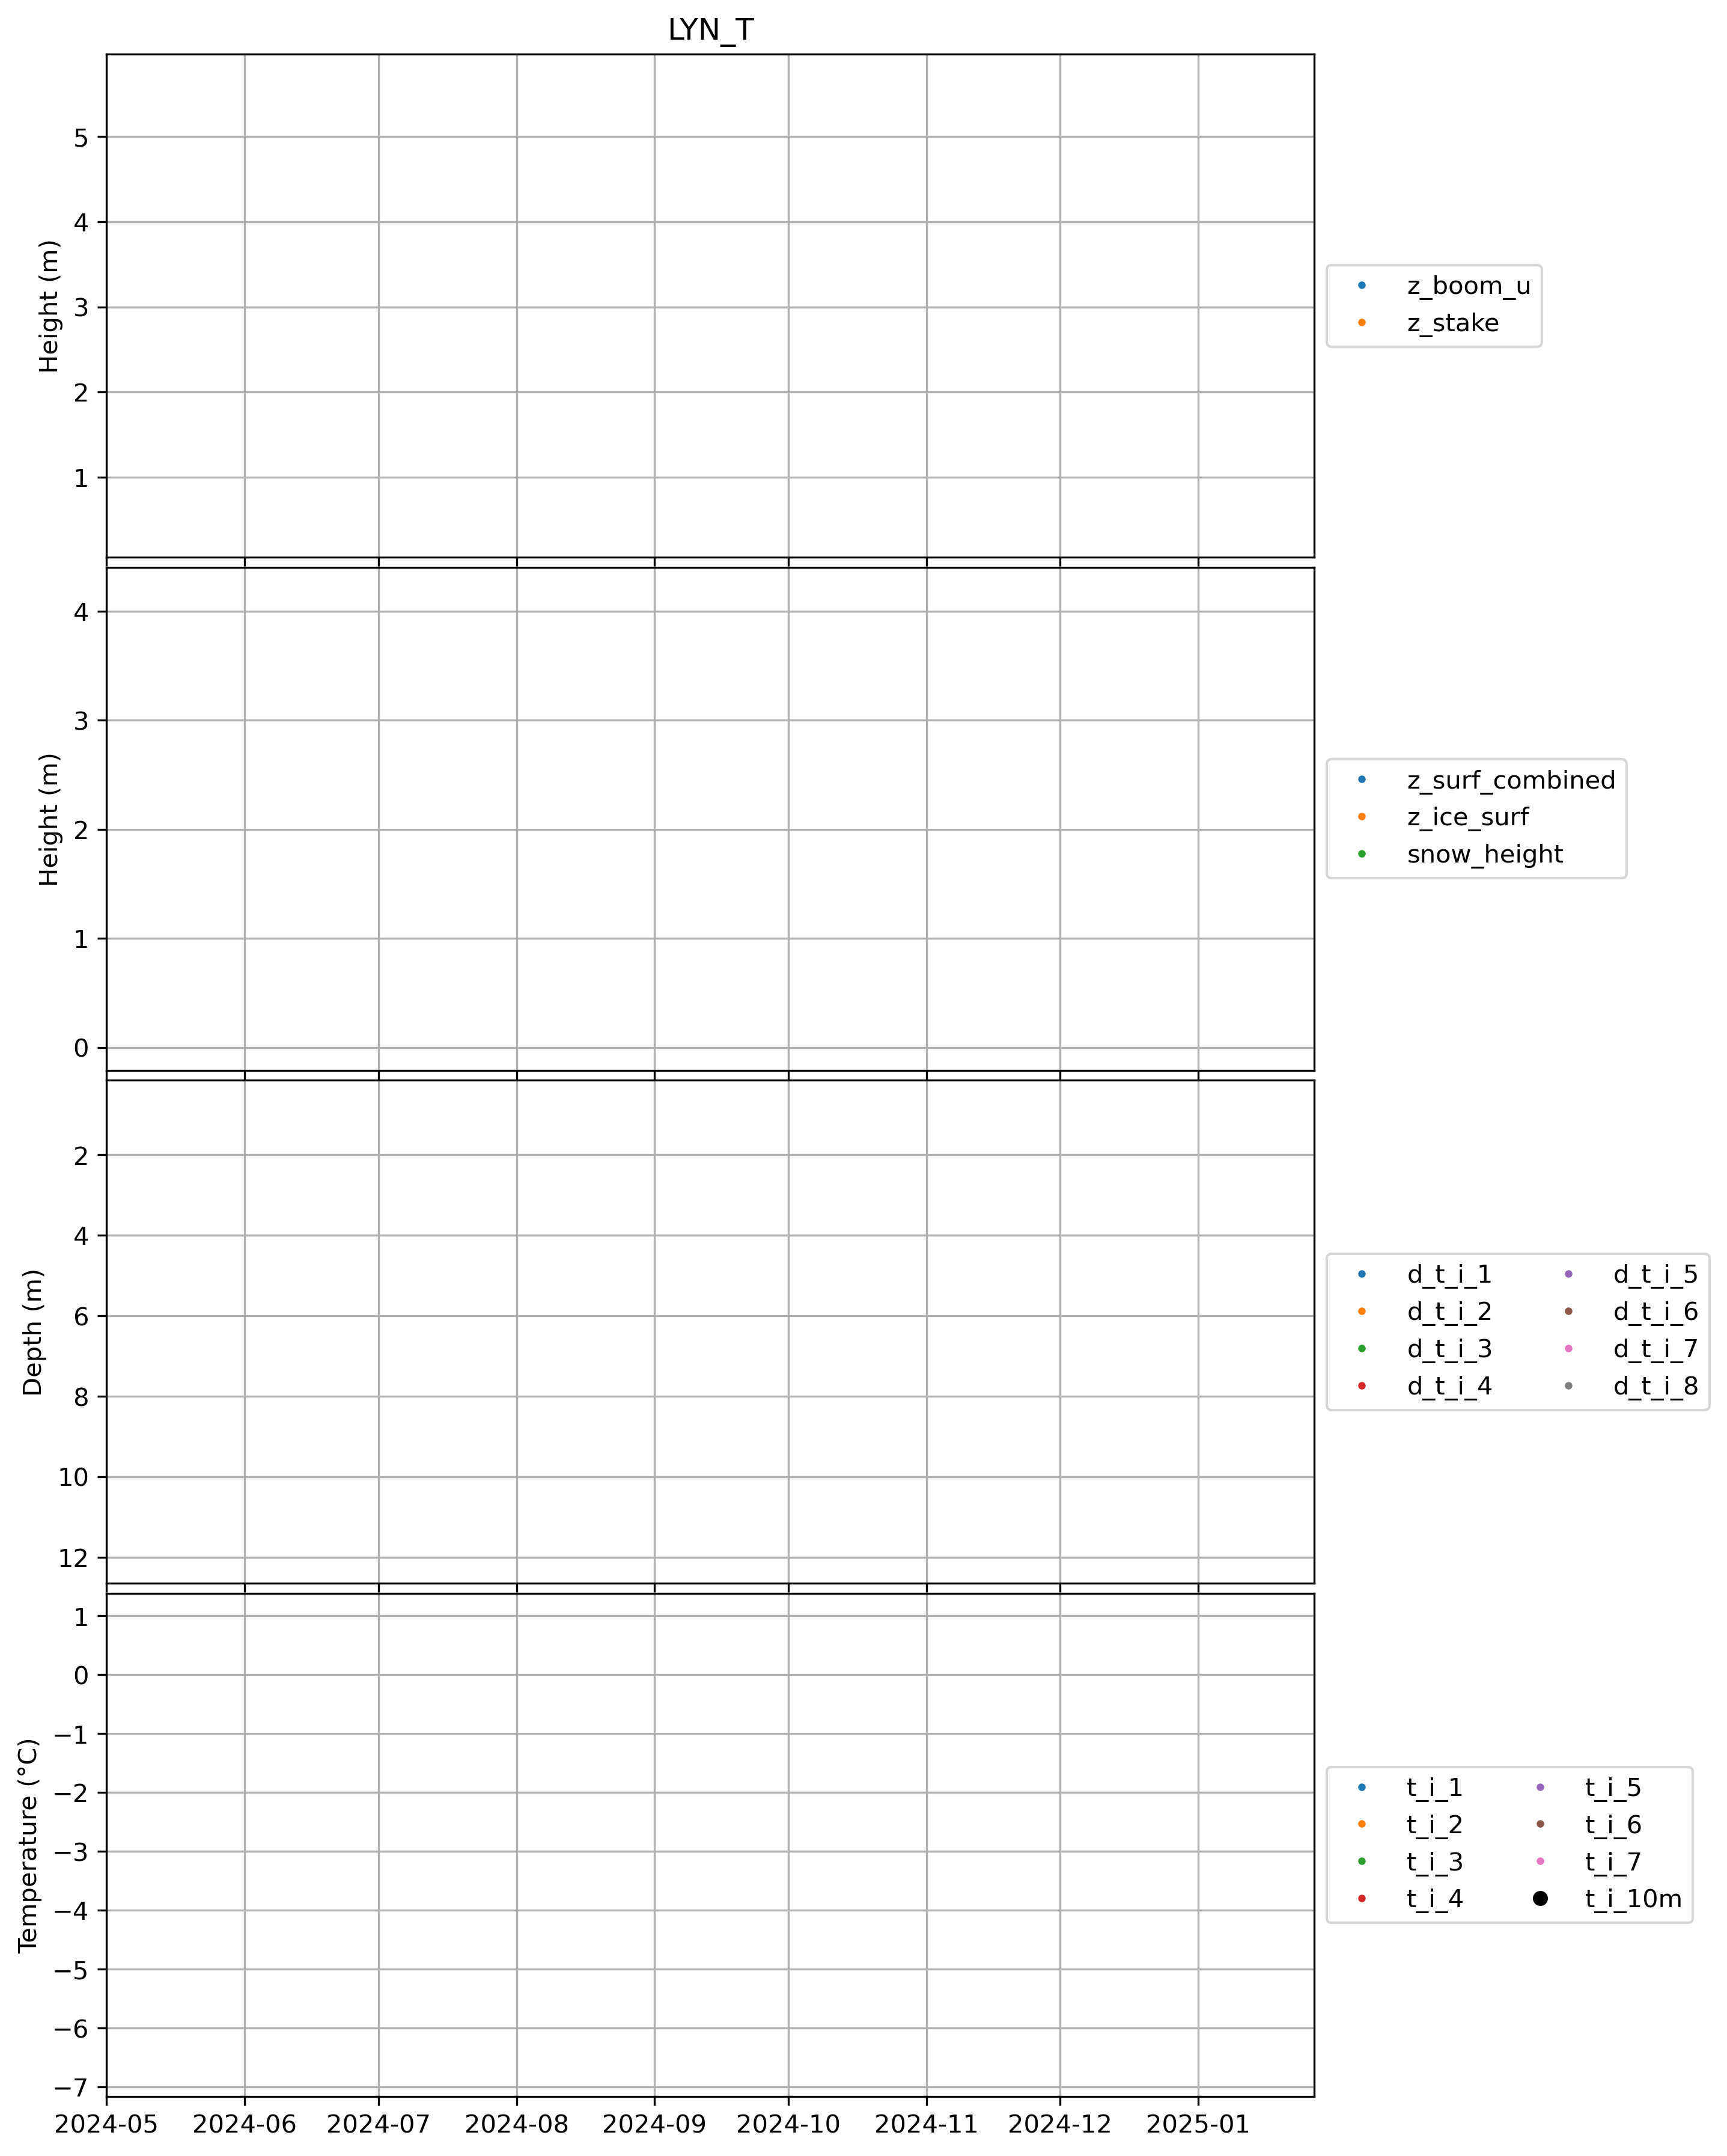 LYN_T
Height (m)
5
4
3
2
1
z_boom_u
z_stake
Height (m)
4
3
2
1
0
z_surf_combined
z_ice_surf
snow_height
Depth (m)
2
4
6
8
10
12
d_t_i_1 d_t_i_5
d_t_i_2 d_t_i_6
d_t_i_3 d_t_i_7
d_t_i_4 d_t_i_8
Temperature (°C)
1
0
−1
−2
−3
−4
−5
−6
−7
t_i_1 t_i_5
t_i_2 t_i_6
t_i_3 t_i_7
t_i_4 t_i_10m
2024-05 2024-06 2024-07 2024-08 2024-09 2024-10 2024-11 2024-12 2025-01